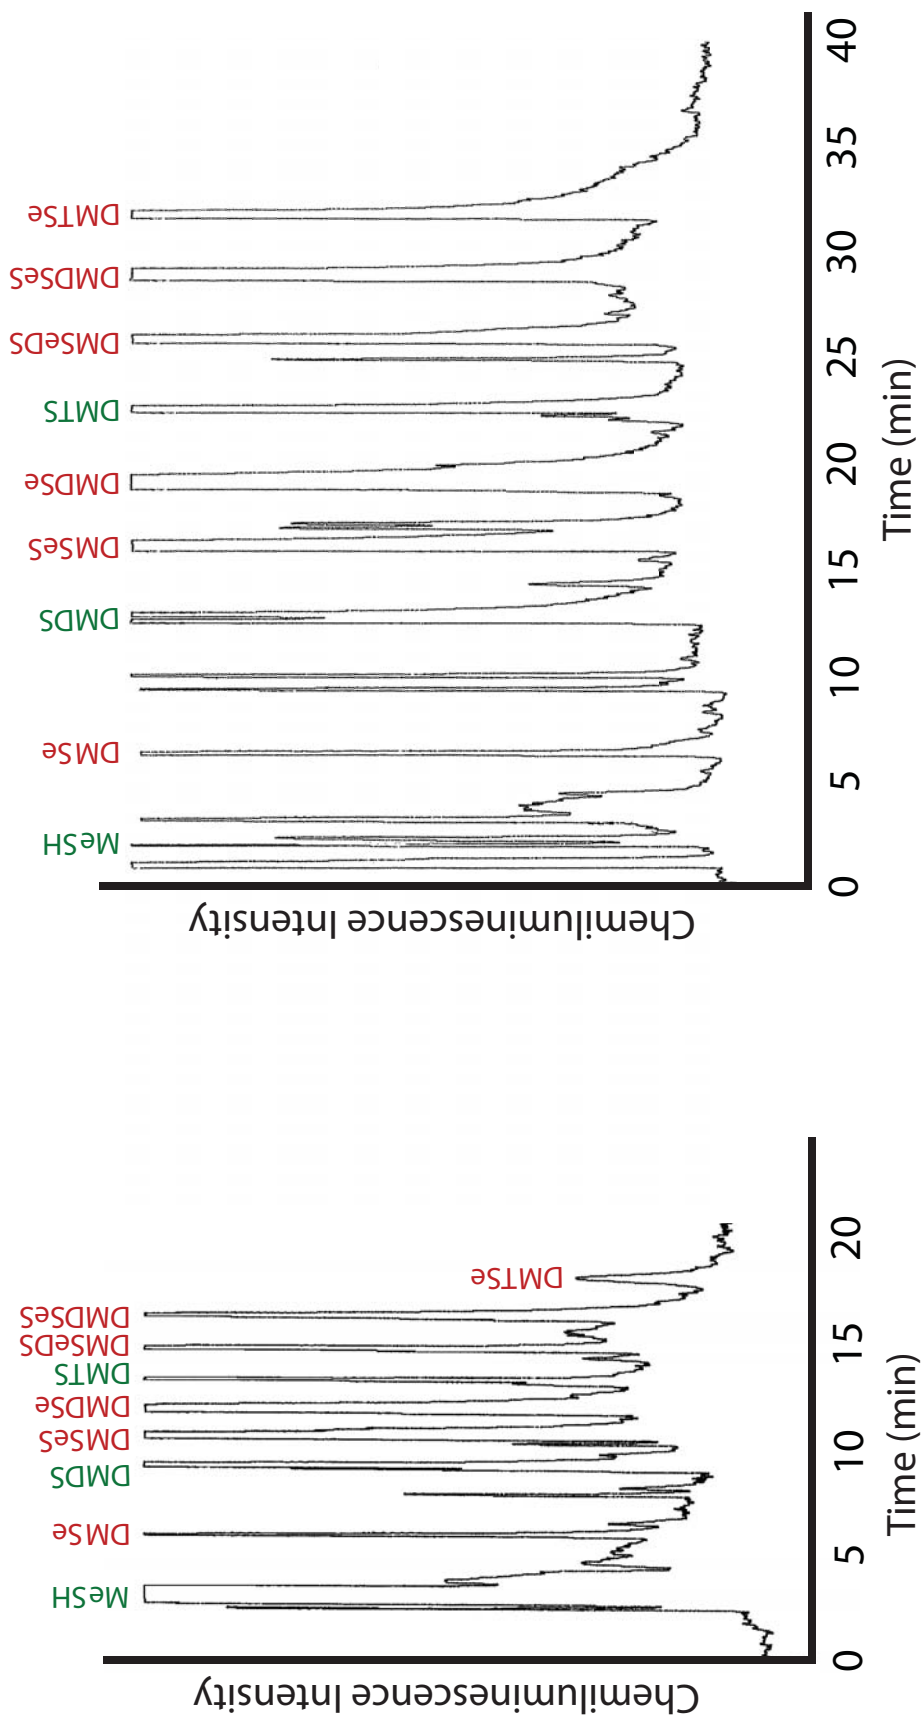 Chemiluminescence Intensity
MeSH
DMSe
DMDS
DMSeS
DMDSe
DMTS
DMSeDS
DMDSeS
DMTSe
0
5
10
15
20
25
30
35
40
Time (min)
Chemiluminescence Intensity
MeSH
DMSe
DMDS
DMSeS
DMDSe
DMTS
DMSeDS
DMDSeS
DMTSe
0
5
10
15
20
Time (min)